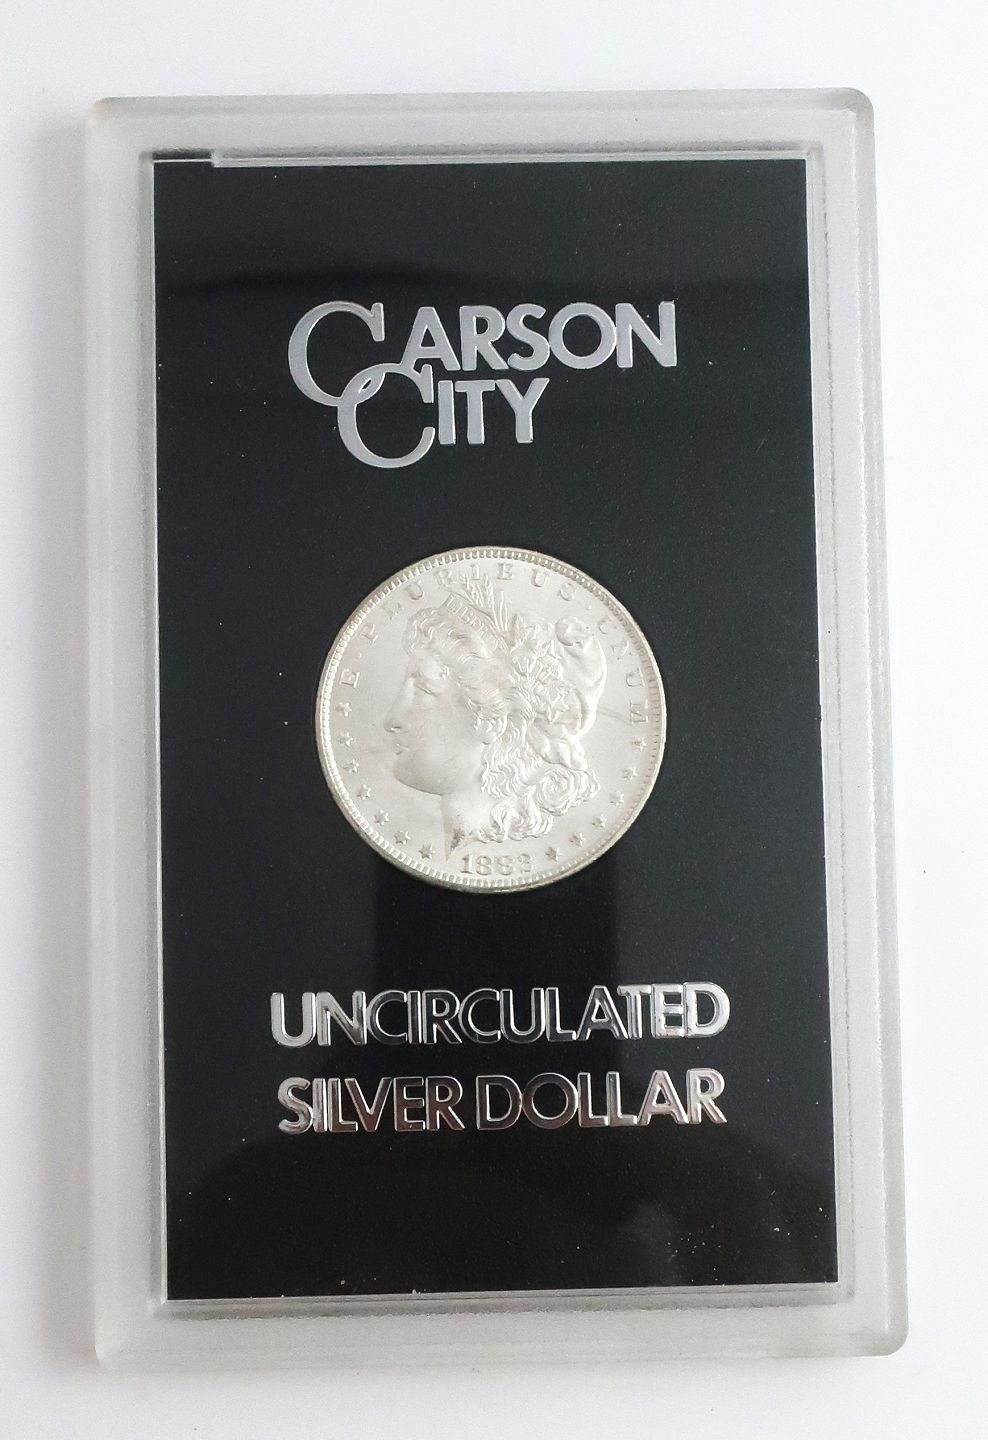 CARSON
CITY
E · PLURIBUS · UNUM
UNCIRCULATED
SILVER DOLLAR